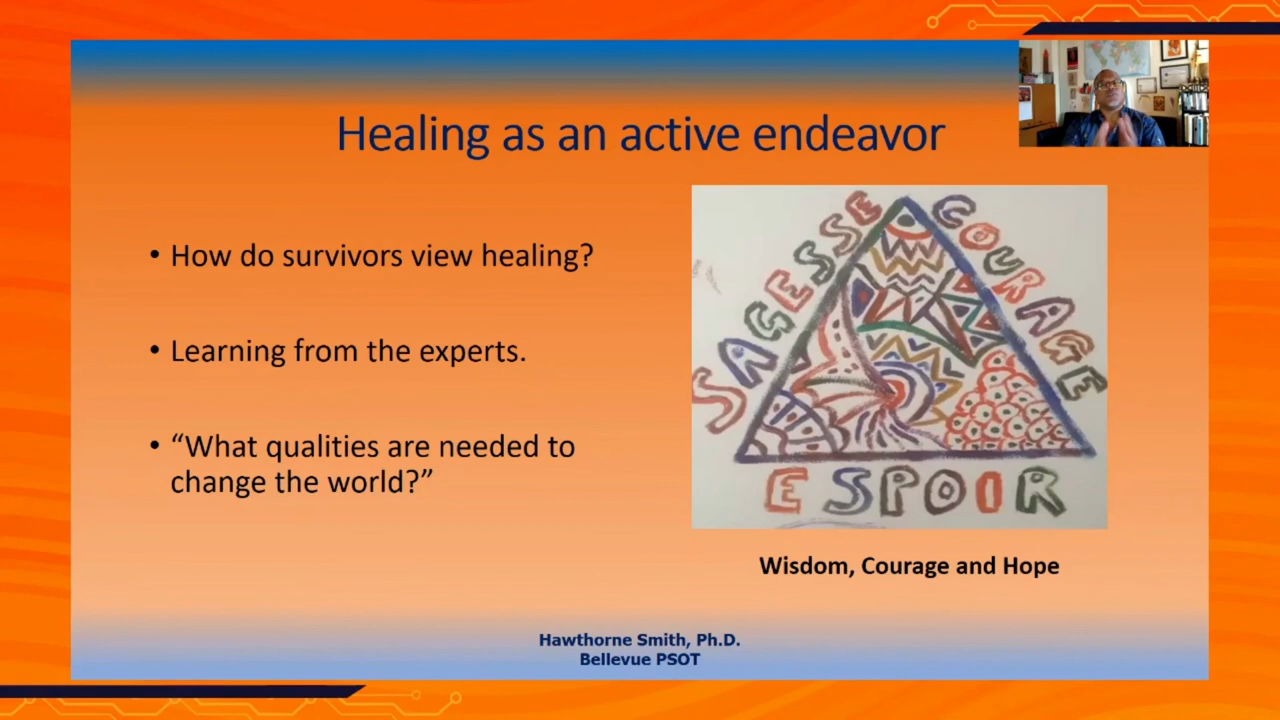 Healing as an active endeavor
• How do survivors view healing?
• Learning from the experts.
• “What qualities are needed to
change the world?”
SAGESSE
COURAGE
ESPOIR
Wisdom, Courage and Hope
Hawthorne Smith, Ph.D.
Bellevue PSOT